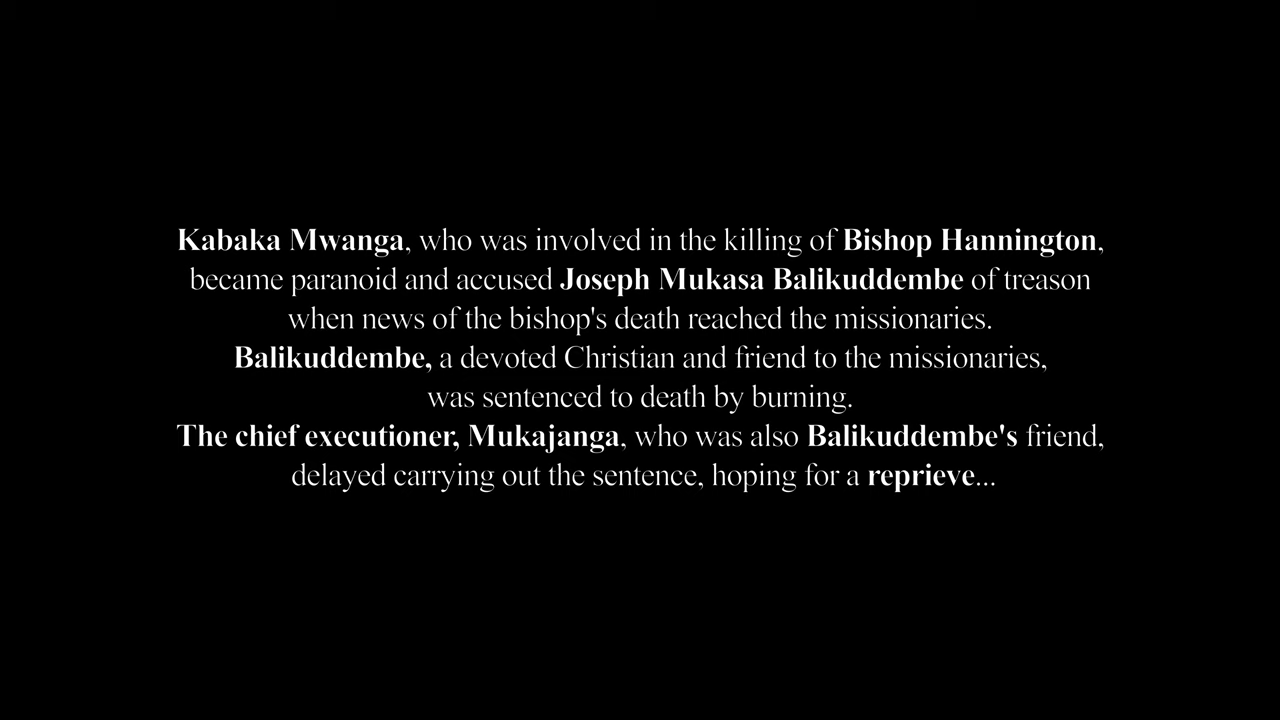 Kabaka Mwanga, who was involved in the killing of Bishop Hannington,
became paranoid and accused Joseph Mukasa Balikuddembe of treason
when news of the bishop's death reached the missionaries.
Balikuddembe, a devoted Christian and friend to the missionaries,
was sentenced to death by burning.
The chief executioner, Mukajanga, who was also Balikuddembe's friend,
delayed carrying out the sentence, hoping for a reprieve...